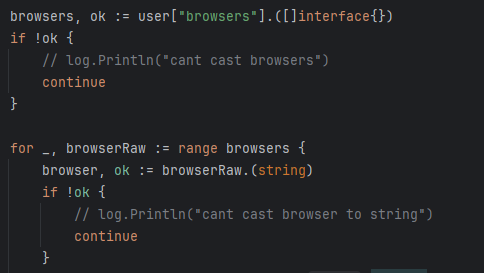 browsers, ok := user["browsers"].([]interface{})
if !ok {
    // log.Println("cant cast browsers")
    continue
}

for _, browserRaw := range browsers {
    browser, ok := browserRaw.(string)
    if !ok {
        // log.Println("cant cast browser to string")
        continue
    }